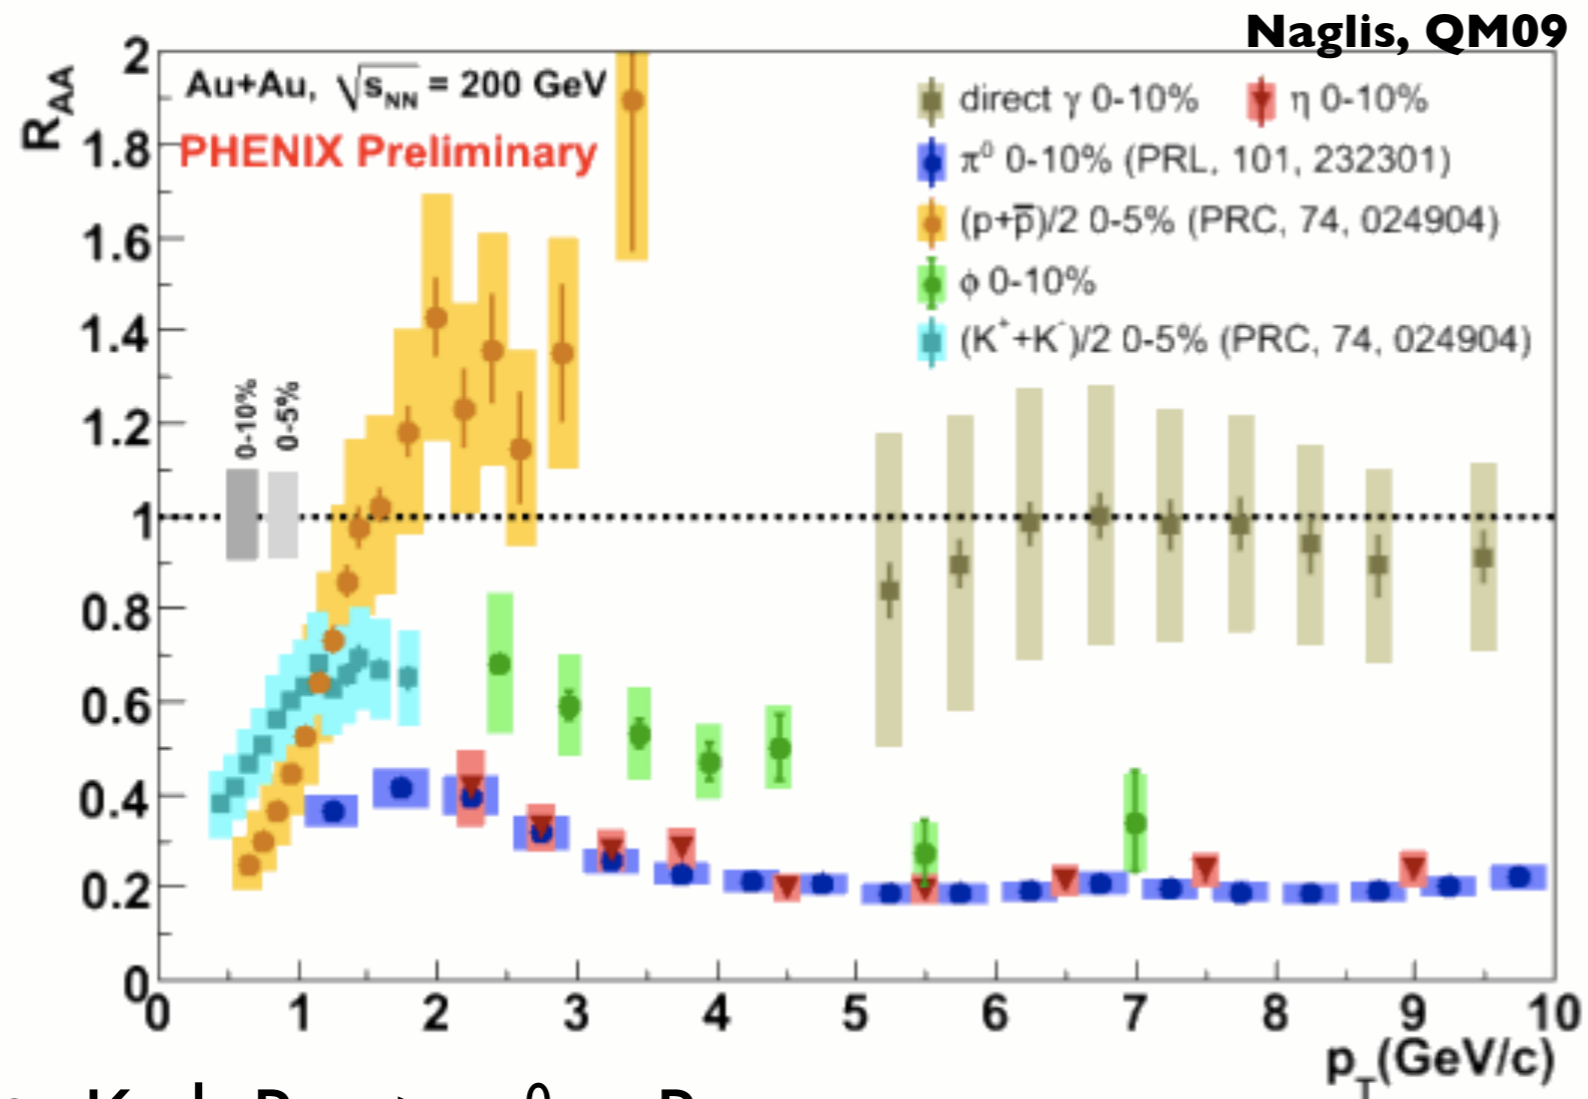 Naglis, QM09
Au+Au, √sNN = 200 GeV
PHENIX Preliminary
direct γ 0-10%
η 0-10%
π⁰ 0-10% (PRL, 101, 232301)
(p+p̅)/2 0-5% (PRC, 74, 024904)
ϕ 0-10%
(K⁺+K⁻)/2 0-5% (PRC, 74, 024904)
RAA
2
1.8
1.6
1.4
1.2
1
0.8
0.6
0.4
0.2
0
0-10%
0-5%
0 1 2 3 4 5 6 7 8 9 10
pT(GeV/c)